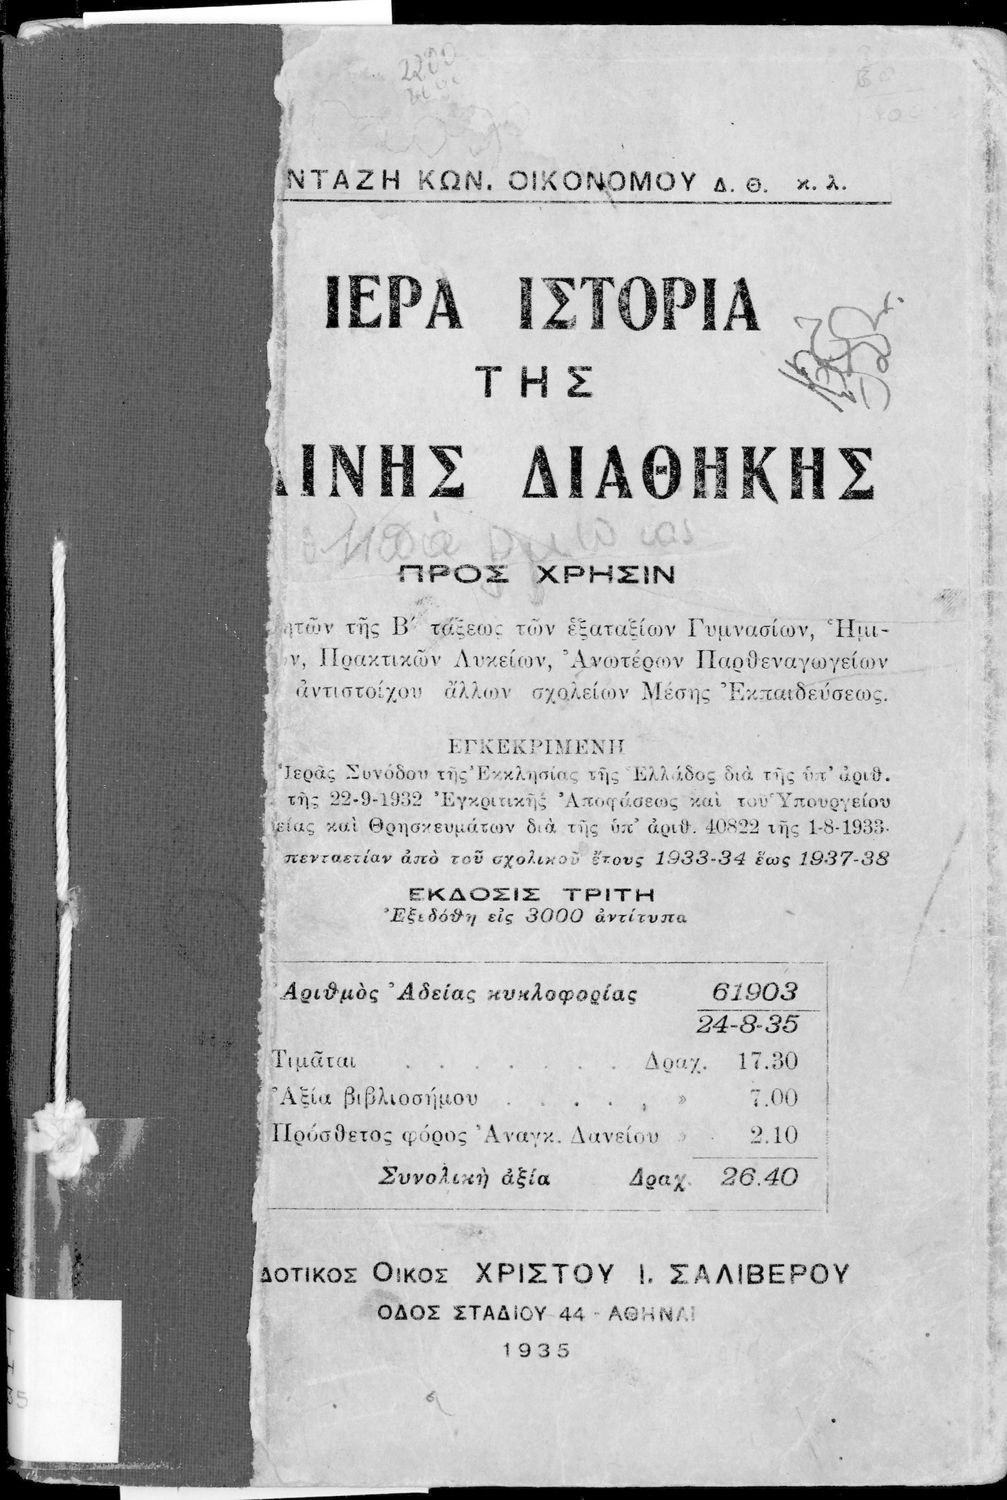 2200
ΝΤΑΖΗ ΚΩΝ. ΟΙΚΟΝΟΜΟΥ Δ. Θ. κ. λ.
ΙΕΡΑ ΙΣΤΟΡΙΑ
ΤΗΣ
ΙΝΗΣ ΔΙΑΘΗΚΗΣ
ΠΡΟΣ ΧΡΗΣΙΝ
ητῶν τῆς Β΄ τάξεως τῶν ἑξαταξίων Γυμνασίων, Ἡμι-
ν, Πρακτικῶν Λυκείων, Ἀνωτέρων Παρθεναγωγείων
ἀντιστοίχου ἄλλων σχολείων Μέσης Ἐκπαιδεύσεως.
ΕΓΚΕΚΡΙΜΕΝΗ
Ἱερᾶς Συνόδου τῆς Ἐκκλησίας τῆς Ἑλλάδος διὰ τῆς ὑπ' ἀριθ.
τῆς 22-9-1932 Ἐγκριτικῆς Ἀποφάσεως καὶ τοῦ Ὑπουργείου
είας καὶ Θρησκευμάτων διὰ τῆς ὑπ' ἀριθ. 40822 τῆς 1-8-1933.
πενταετίαν ἀπὸ τοῦ σχολικοῦ ἔτους 1933-34 ἕως 1937-38
ΕΚΔΟΣΙΣ ΤΡΙΤΗ
Ἐξεδόθη εἰς 3000 ἀντίτυπα
Ἀριθμὸς Ἀδείας κυκλοφορίας 61903
24-8-35
Τιμᾶται . . . . . . Δραχ. 17.30
Ἀξία βιβλιοσήμου . . . . , » 7.00
Πρόσθετος φόρος Ἀναγκ. Δανείου » . 2.10
Συνολικὴ ἀξία Δραχ. 26.40
ΔΟΤΙΚΟΣ ΟΙΚΟΣ ΧΡΙΣΤΟΥ Ι. ΣΑΛΙΒΕΡΟΥ
ΟΔΟΣ ΣΤΑΔΙΟΥ 44 - ΑΘΗΝΑΙ
1935